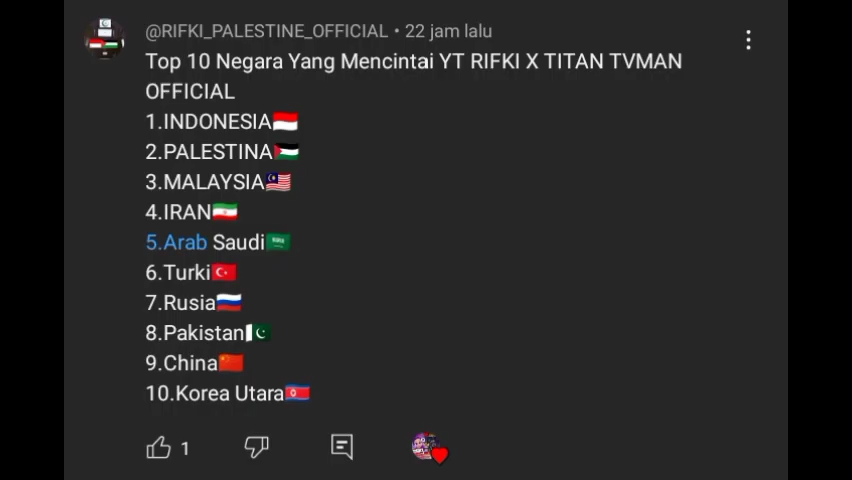 @RIFKI_PALESTINE_OFFICIAL • 22 jam lalu
Top 10 Negara Yang Mencintai YT RIFKI X TITAN TVMAN
OFFICIAL
1.INDONESIA🇮🇩
2.PALESTINA🇵🇸
3.MALAYSIA🇲🇾
4.IRAN🇮🇷
5.Arab Saudi🇸🇦
6.Turki🇹🇷
7.Rusia🇷🇺
8.Pakistan🇵🇰
9.China🇨🇳
10.Korea Utara🇰🇵
1